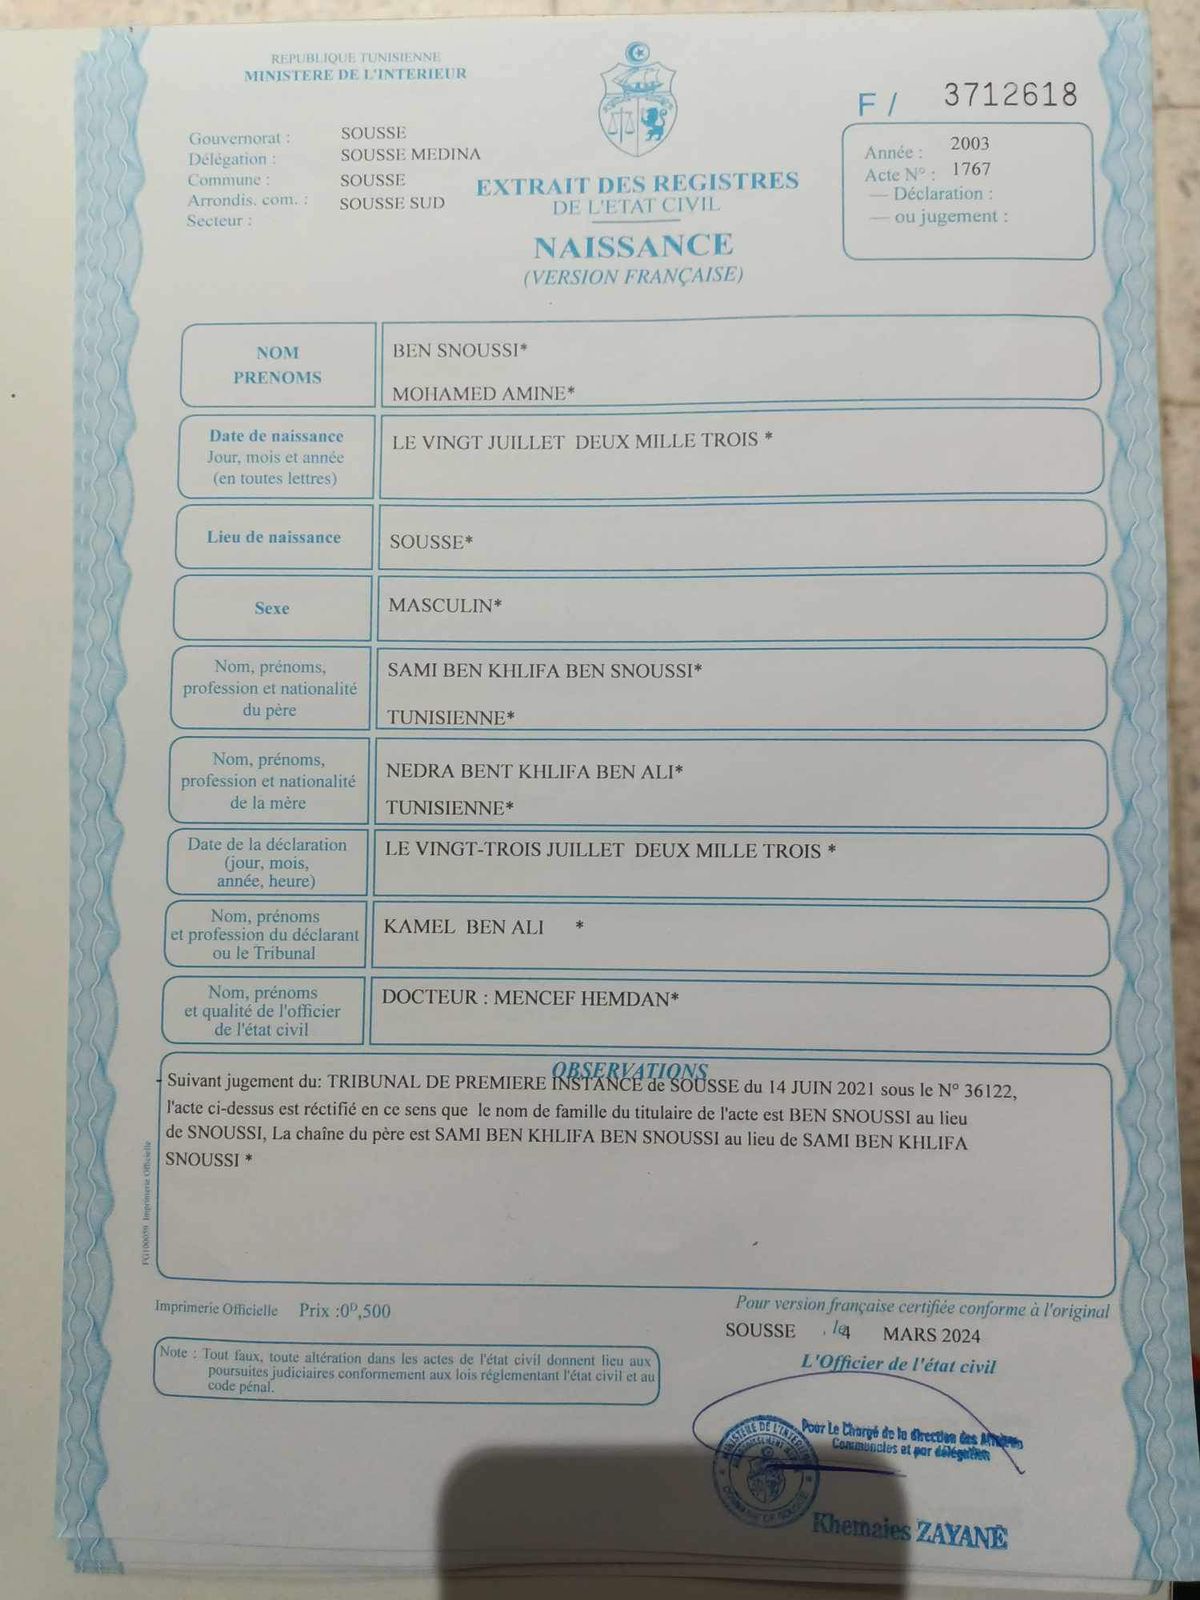 REPUBLIQUE TUNISIENNE
MINISTERE DE L'INTERIEUR
F / 3712618
Gouvernorat : SOUSSE
Délégation : SOUSSE MEDINA
Commune : SOUSSE
Arrondis. com. : SOUSSE SUD
Secteur :
EXTRAIT DES REGISTRES
DE L'ETAT CIVIL
NAISSANCE
(VERSION FRANÇAISE)
Année : 2003
Acte N° : 1767
— Déclaration :
— ou jugement :
NOM
PRENOMS
BEN SNOUSSI*
MOHAMED AMINE*
Date de naissance
Jour, mois et année
(en toutes lettres)
LE VINGT JUILLET DEUX MILLE TROIS *
Lieu de naissance
SOUSSE*
Sexe
MASCULIN*
Nom, prénoms,
profession et nationalité
du père
SAMI BEN KHLIFA BEN SNOUSSI*
TUNISIENNE*
Nom, prénoms,
profession et nationalité
de la mère
NEDRA BENT KHLIFA BEN ALI*
TUNISIENNE*
Date de la déclaration
(jour, mois,
année, heure)
LE VINGT-TROIS JUILLET DEUX MILLE TROIS *
Nom, prénoms
et profession du déclarant
ou le Tribunal
KAMEL BEN ALI *
Nom, prénoms
et qualité de l'officier
de l'état civil
DOCTEUR : MENCEF HEMDAN*
OBSERVATIONS
- Suivant jugement du: TRIBUNAL DE PREMIERE INSTANCE de SOUSSE du 14 JUIN 2021 sous le N° 36122,
l'acte ci-dessus est réctifié en ce sens que le nom de famille du titulaire de l'acte est BEN SNOUSSI au lieu
de SNOUSSI, La chaîne du père est SAMI BEN KHLIFA BEN SNOUSSI au lieu de SAMI BEN KHLIFA
SNOUSSI *
FG100059 Imprimerie Officielle
Imprimerie Officielle Prix :0ᴰ,500
Pour version française certifiée conforme à l'original
SOUSSE , le 4 MARS 2024
L'Officier de l'état civil
Note : Tout faux, toute altération dans les actes de l'état civil donnent lieu aux
poursuites judiciaires conformement aux lois réglementant l'état civil et au
code pénal.
Pour Le Chargé de la direction des Affaires
Communales et par délégation
MINISTERE DE L'INTERIEUR
COMMUNE DE SOUSSE
Khemaies ZAYANE